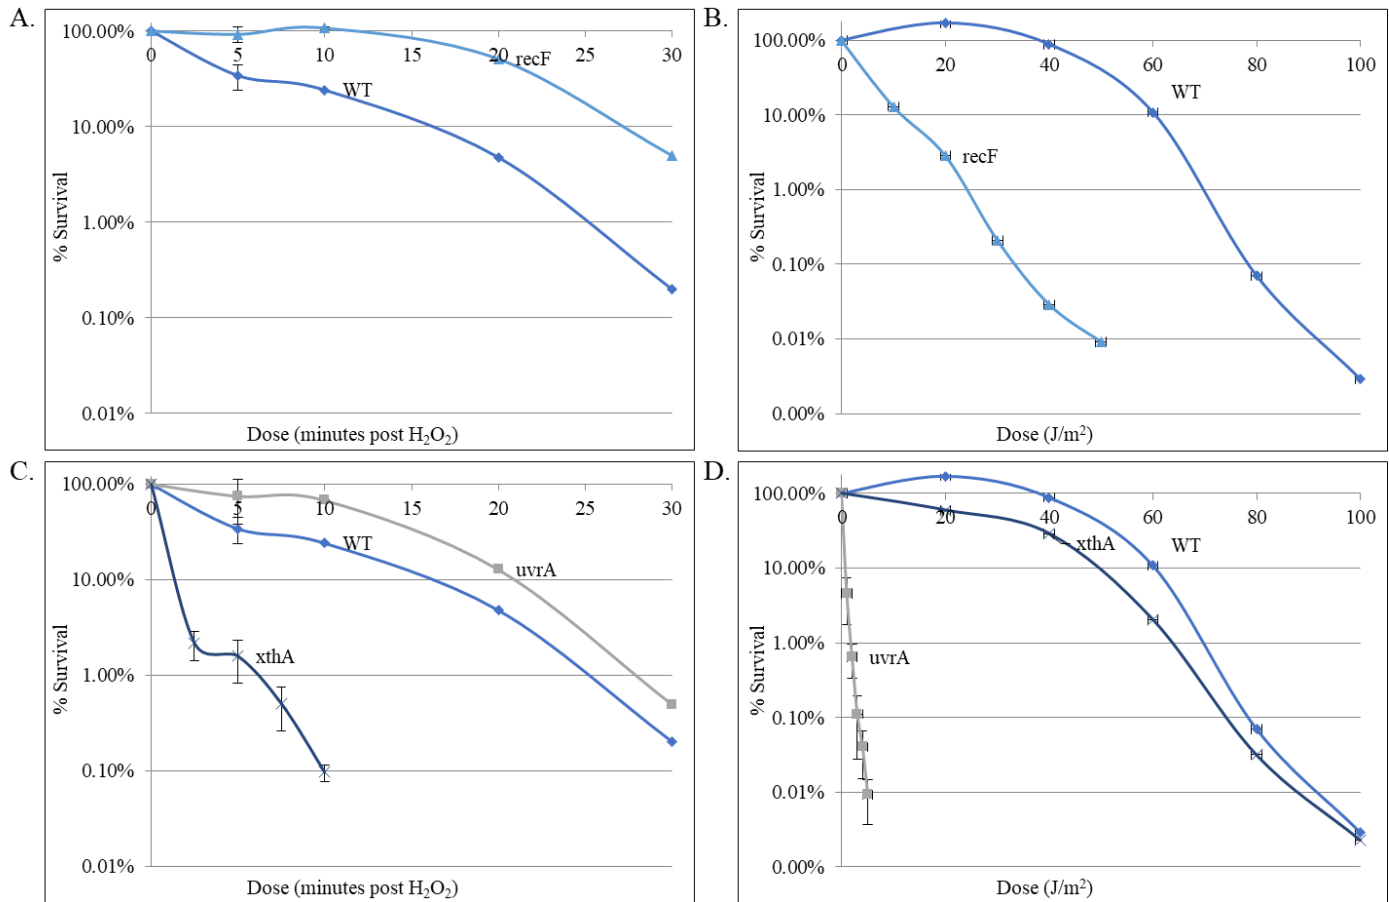 A.
100.00%
10.00%
1.00%
0.10%
0.01%
0 5 10 15 20 25 30
recF
WT
% Survival
Dose (minutes post H₂O₂)
B.
100.00%
10.00%
1.00%
0.10%
0.01%
0.00%
0 20 40 60 80 100
WT
recF
% Survival
Dose (J/m²)
C.
100.00%
10.00%
1.00%
0.10%
0.01%
0 5 10 15 20 25 30
WT
uvrA
xthA
% Survival
Dose (minutes post H₂O₂)
D.
100.00%
10.00%
1.00%
0.10%
0.01%
0.00%
0 20 40 60 80 100
xthA
WT
uvrA
% Survival
Dose (J/m²)